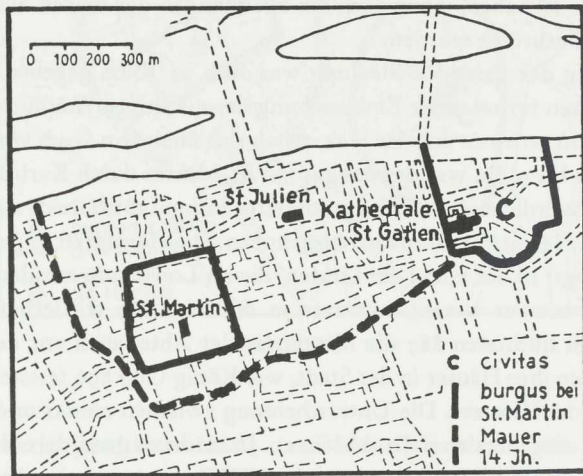 0 100 200 300 m
St. Julien
Kathedrale
St. Gatien
C
St. Martin
C Civitas
burgus bei
St. Martin
Mauer
14. Jh.